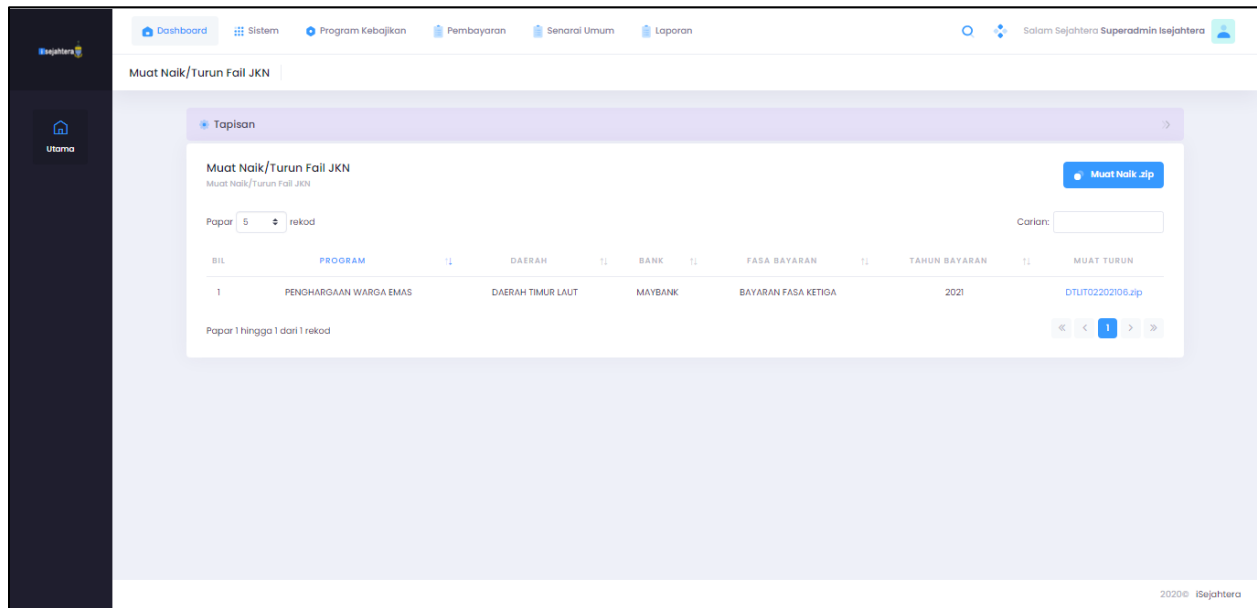 isejahtera
Dashboard Sistem Program Kebajikan Pembayaran Senarai Umum Laporan Salam Sejahtera Superadmin Isejahtera
Muat Naik/Turun Fail JKN
Utama
Tapisan
Muat Naik/Turun Fail JKN
Muat Naik/Turun Fail JKN
Muat Naik .zip
Papar 5 rekod Carian:
BIL PROGRAM DAERAH BANK FASA BAYARAN TAHUN BAYARAN MUAT TURUN
1 PENGHARGAAN WARGA EMAS DAERAH TIMUR LAUT MAYBANK BAYARAN FASA KETIGA 2021 DTLIT02202106.zip
Papar 1 hingga 1 dari 1 rekod « < 1 > »
2020© iSejahtera